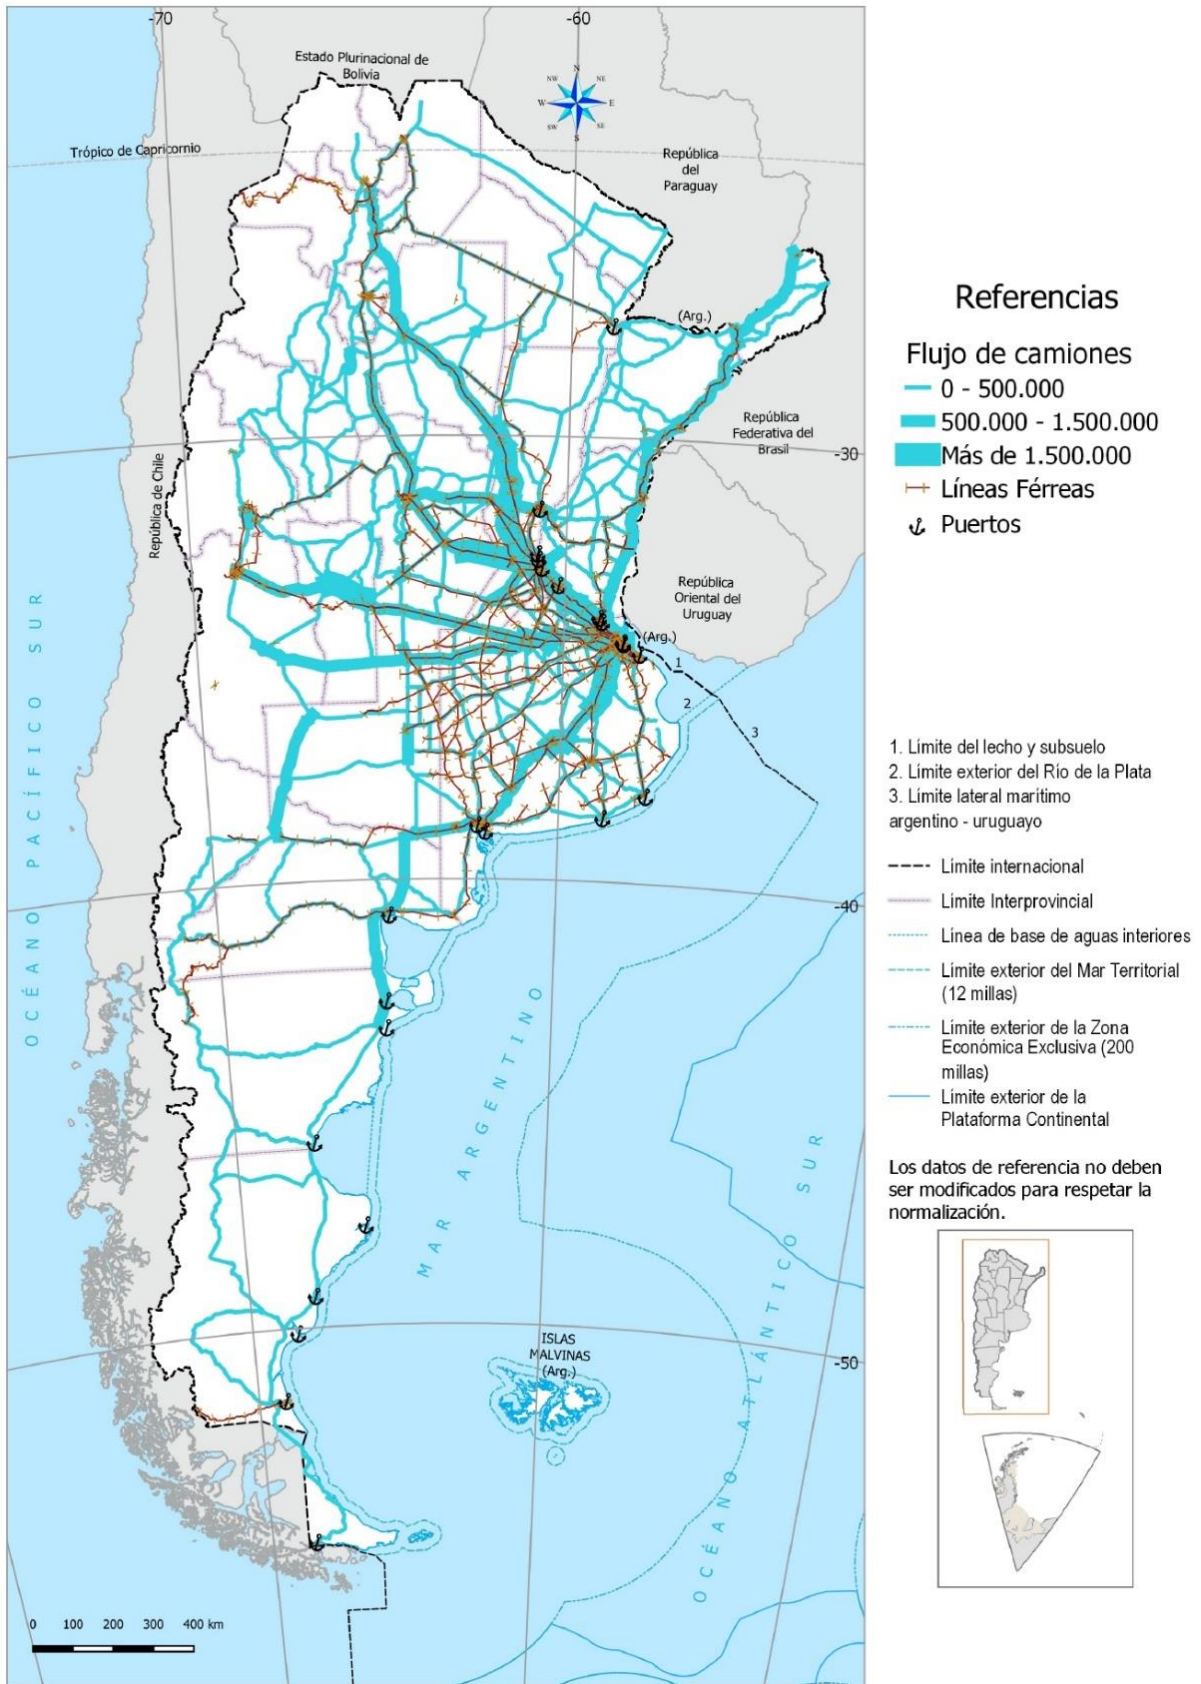 -70
-60
Estado Plurinacional de
Bolivia
N
NW
NE
W
E
SW
SE
S
Trópico de Capricornio
República
del
Paraguay
(Arg.)
República
Federativa del
Brasil
-30
República de Chile
República
Oriental del
Uruguay
(Arg.)
1
2
3
OCÉANO PACÍFICO SUR
-40
MAR ARGENTINO
OCÉANO ATLÁNTICO SUR
ISLAS
MALVINAS
(Arg.)
-50
0 100 200 300 400 km
Referencias
Flujo de camiones
0 - 500.000
500.000 - 1.500.000
Más de 1.500.000
Líneas Férreas
Puertos
1. Límite del lecho y subsuelo
2. Límite exterior del Río de la Plata
3. Límite lateral marítimo
argentino - uruguayo
Límite internacional
Límite Interprovincial
Línea de base de aguas interiores
Límite exterior del Mar Territorial
(12 millas)
Límite exterior de la Zona
Económica Exclusiva (200
millas)
Límite exterior de la
Plataforma Continental
Los datos de referencia no deben
ser modificados para respetar la
normalización.